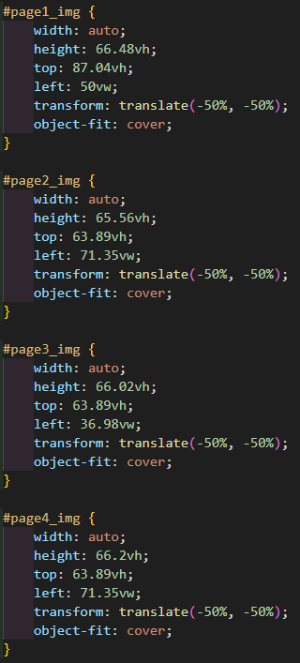 #page1_img {
    width: auto;
    height: 66.48vh;
    top: 87.04vh;
    left: 50vw;
    transform: translate(-50%, -50%);
    object-fit: cover;
}

#page2_img {
    width: auto;
    height: 65.56vh;
    top: 63.89vh;
    left: 71.35vw;
    transform: translate(-50%, -50%);
    object-fit: cover;
}

#page3_img {
    width: auto;
    height: 66.02vh;
    top: 63.89vh;
    left: 36.98vw;
    transform: translate(-50%, -50%);
    object-fit: cover;
}

#page4_img {
    width: auto;
    height: 66.2vh;
    top: 63.89vh;
    left: 71.35vw;
    transform: translate(-50%, -50%);
    object-fit: cover;
}